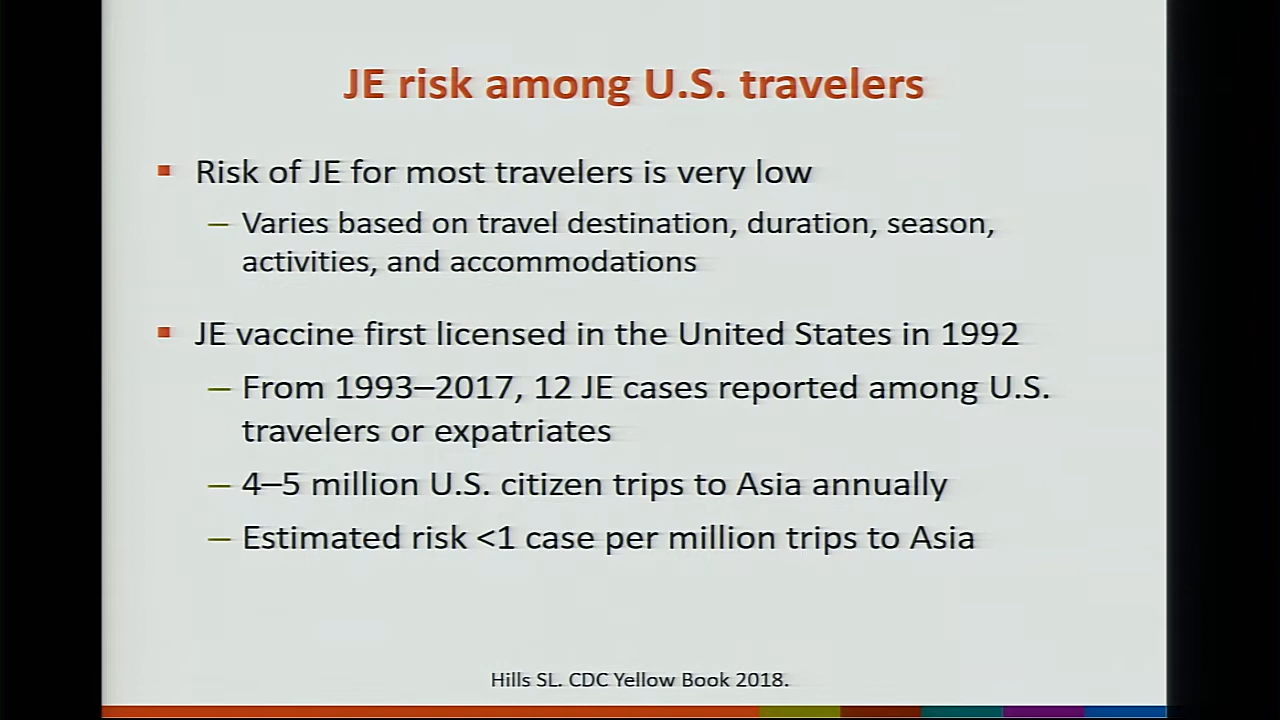 JE risk among U.S. travelers
▪ Risk of JE for most travelers is very low
– Varies based on travel destination, duration, season,
activities, and accommodations
▪ JE vaccine first licensed in the United States in 1992
– From 1993–2017, 12 JE cases reported among U.S.
travelers or expatriates
– 4–5 million U.S. citizen trips to Asia annually
– Estimated risk <1 case per million trips to Asia
Hills SL. CDC Yellow Book 2018.